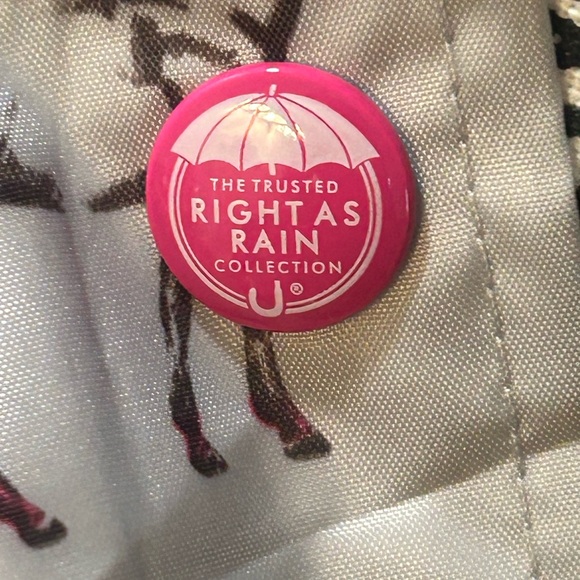 THE TRUSTED
RIGHT AS
RAIN
COLLECTION
®